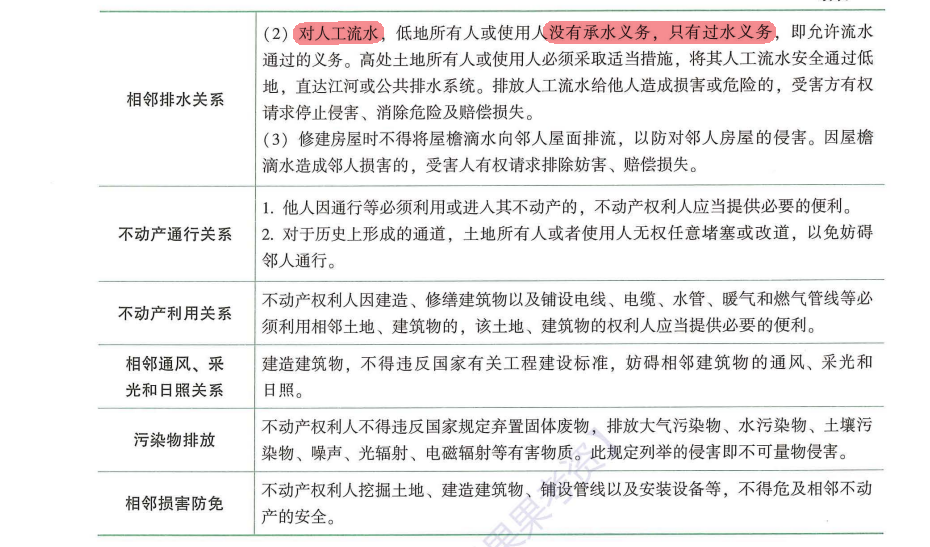 (2) 对人工流水，低地所有人或使用人没有承水义务，只有过水义务，即允许流水
通过的义务。高处土地所有人或使用人必须采取适当措施，将其人工流水安全通过低
地，直达江河或公共排水系统。排放人工流水给他人造成损害或危险的，受害方有权
请求停止侵害、消除危险及赔偿损失。
(3) 修建房屋时不得将屋檐滴水向邻人屋面排流，以防对邻人房屋的侵害。因屋檐
滴水造成邻人损害的，受害人有权请求排除妨害、赔偿损失。
相邻排水关系
1. 他人因通行等必须利用或进入其不动产的，不动产权利人应当提供必要的便利。
2. 对于历史上形成的通道，土地所有人或者使用人无权任意堵塞或改道，以免妨碍
邻人通行。
不动产通行关系
不动产权利人因建造、修缮建筑物以及铺设电线、电缆、水管、暖气和燃气管线等必
须利用相邻土地、建筑物的，该土地、建筑物的权利人应当提供必要的便利。
不动产利用关系
相邻通风、采
光和日照关系
建造建筑物，不得违反国家有关工程建设标准，妨碍相邻建筑物的通风、采光和
日照。
污染物排放
不动产权利人不得违反国家规定弃置固体废物，排放大气污染物、水污染物、土壤污
染物、噪声、光辐射、电磁辐射等有害物质。此规定列举的侵害即不可量物侵害。
相邻损害防免
不动产权利人挖掘土地、建造建筑物、铺设管线以及安装设备等，不得危及相邻不动
产的安全。
果果考资】